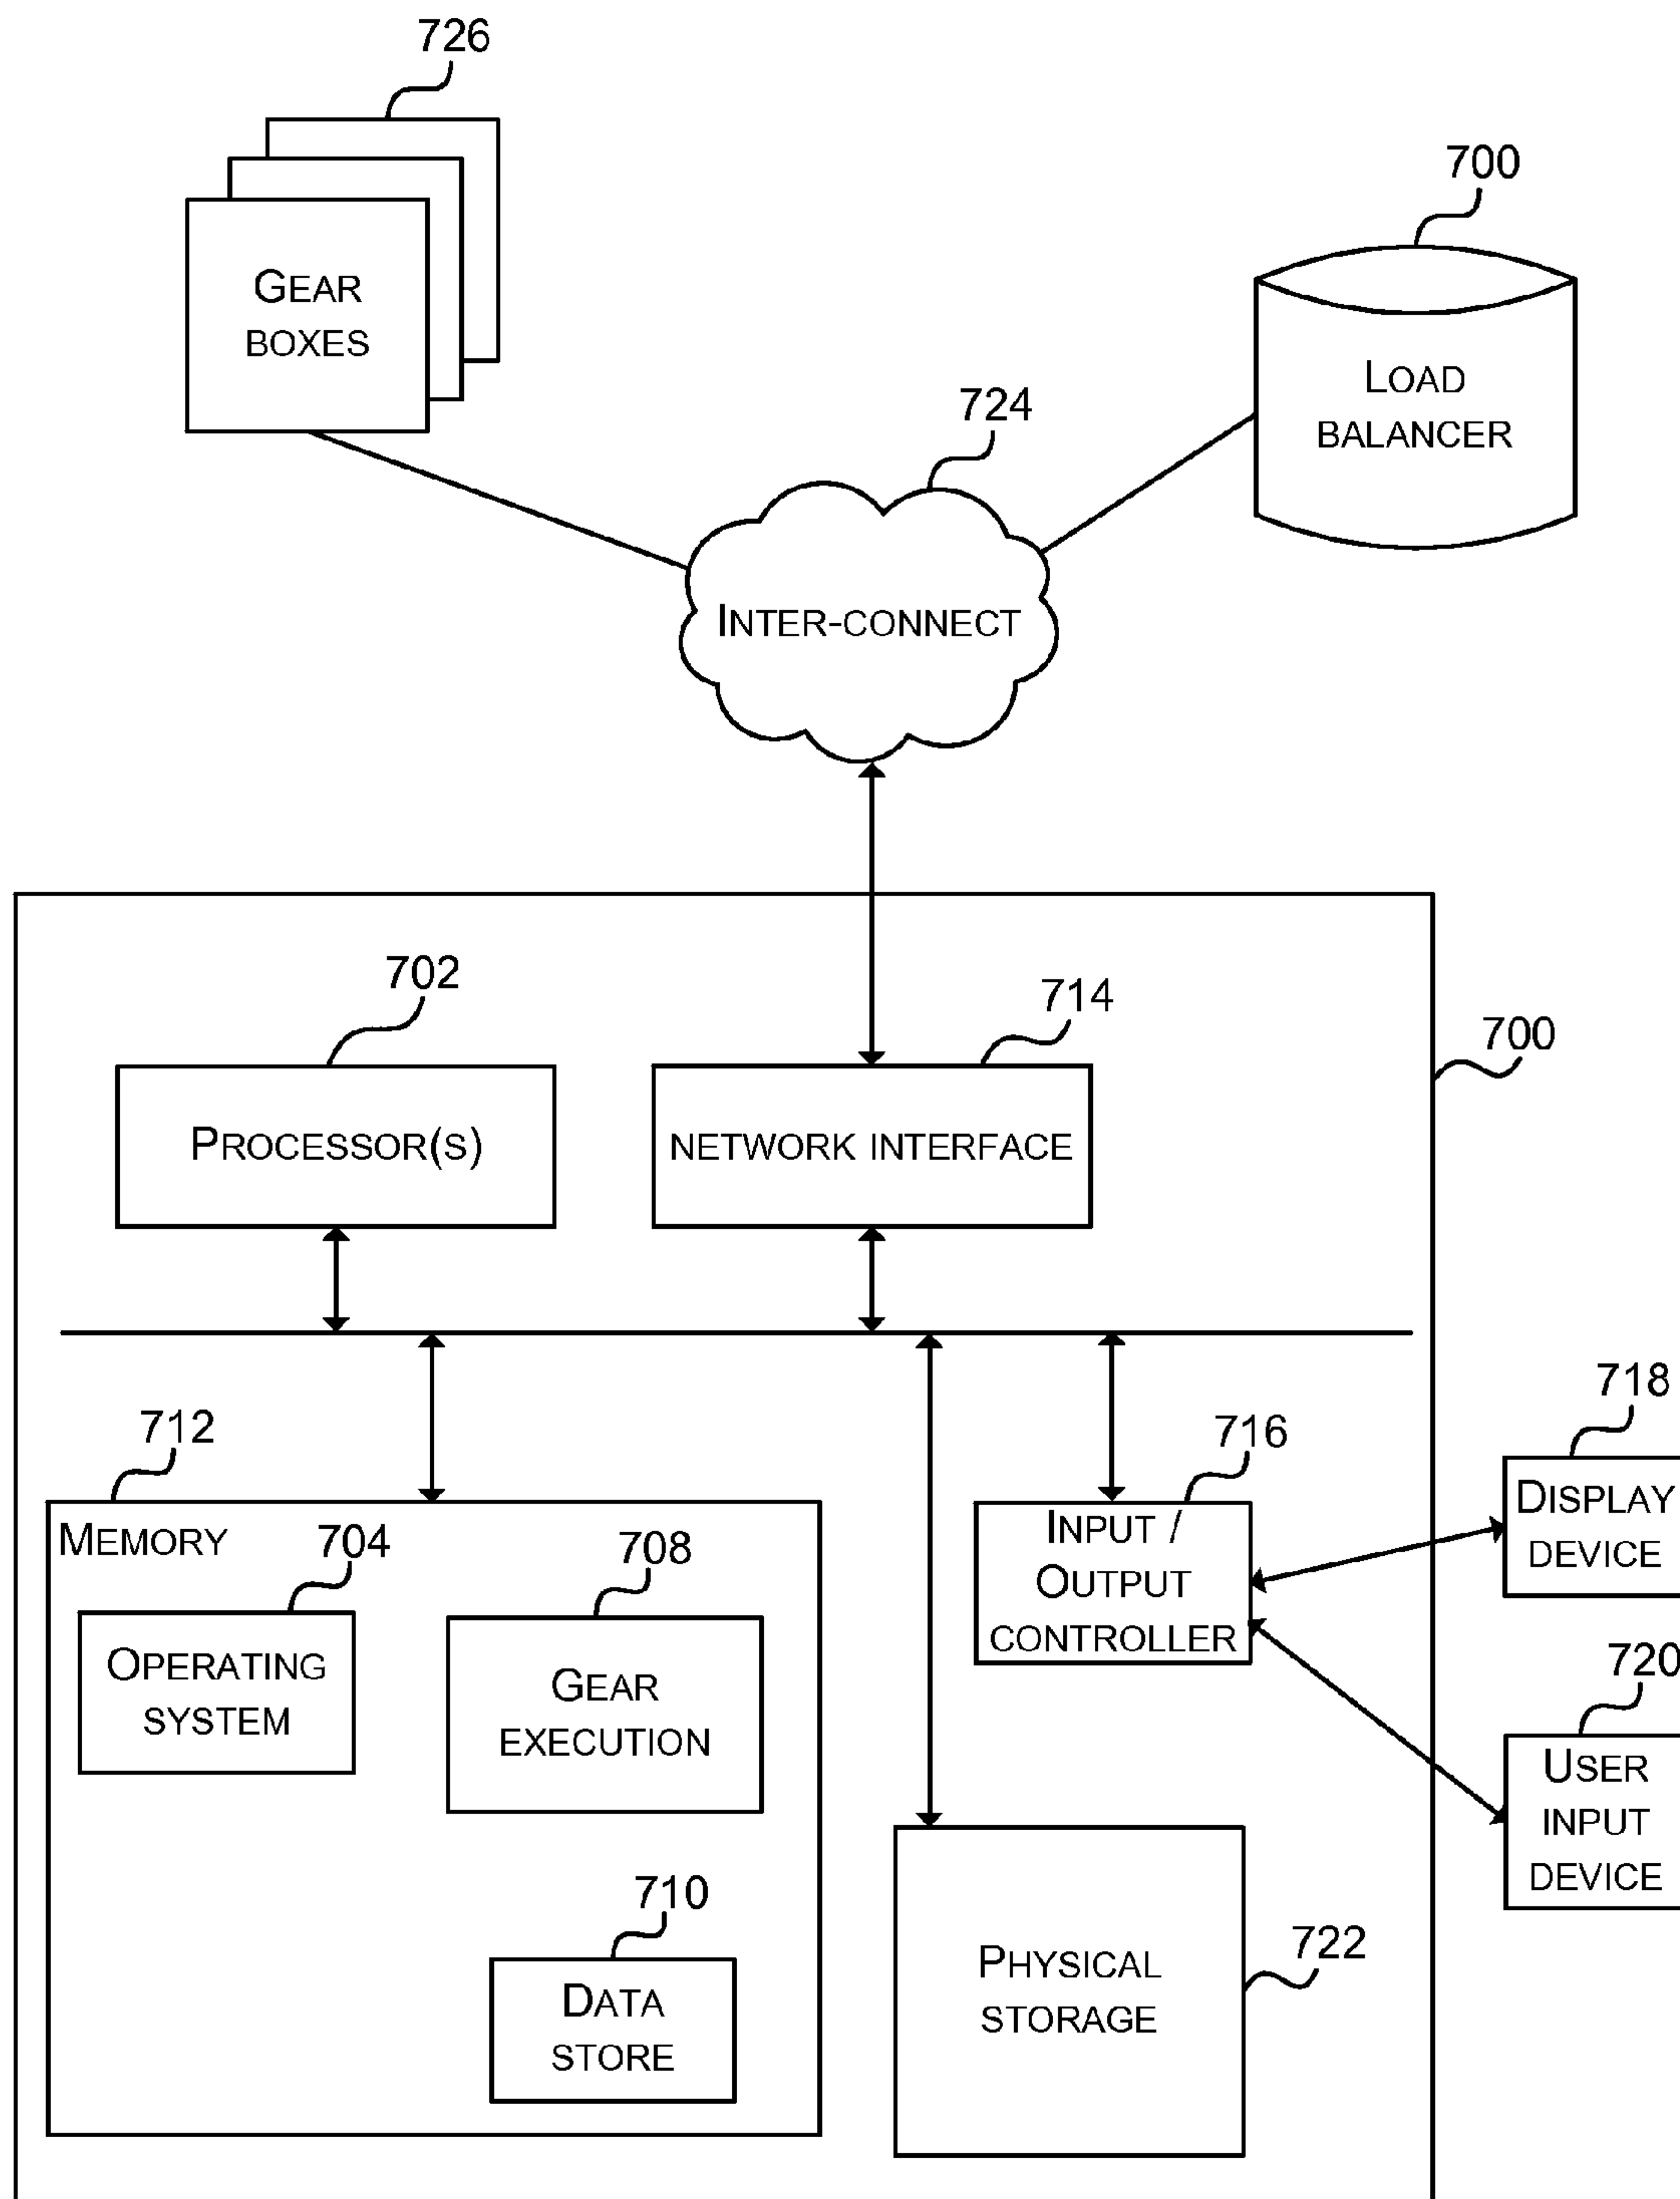 726
700
GEAR
BOXES
LOAD
BALANCER
724
INTER-CONNECT
702
714
700
PROCESSOR(S)
NETWORK INTERFACE
718
712
716
DISPLAY
DEVICE
MEMORY
704
708
INPUT /
OUTPUT
CONTROLLER
OPERATING
SYSTEM
GEAR
EXECUTION
720
USER
INPUT
DEVICE
710
722
DATA
STORE
PHYSICAL
STORAGE